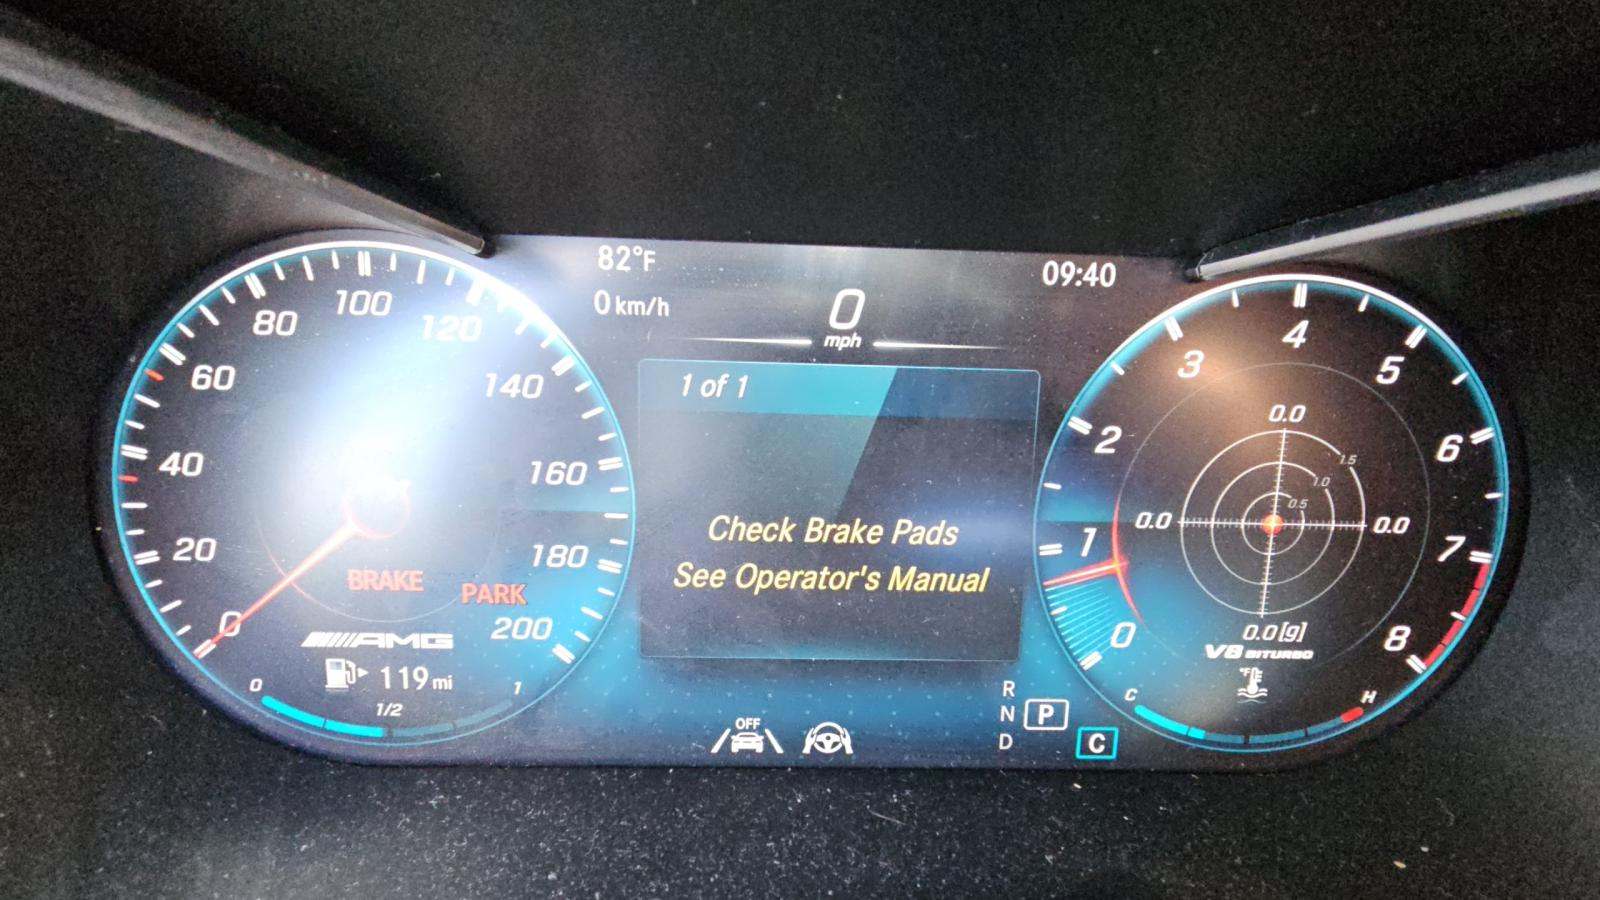 82°F
0 km/h
0
mph
09:40
1 of 1
Check Brake Pads
See Operator's Manual
0
20
40
60
80
100
120
140
160
180
200
BRAKE
PARK
AMG
119 mi
0
1/2
1
OFF
R
N
D
P
C
0
1
2
3
4
5
6
7
8
0.0
0.0
0.0
1.5
1.0
0.5
0.0[g]
V8 BITURBO
°F
C
H